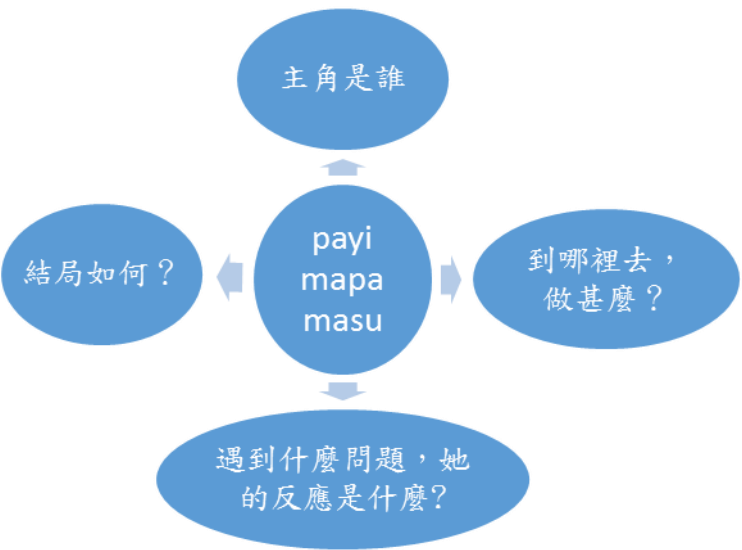 主角是誰
payi
mapa
masu
到哪裡去，
做甚麼？
結局如何？
遇到什麼問題，她
的反應是什麼?